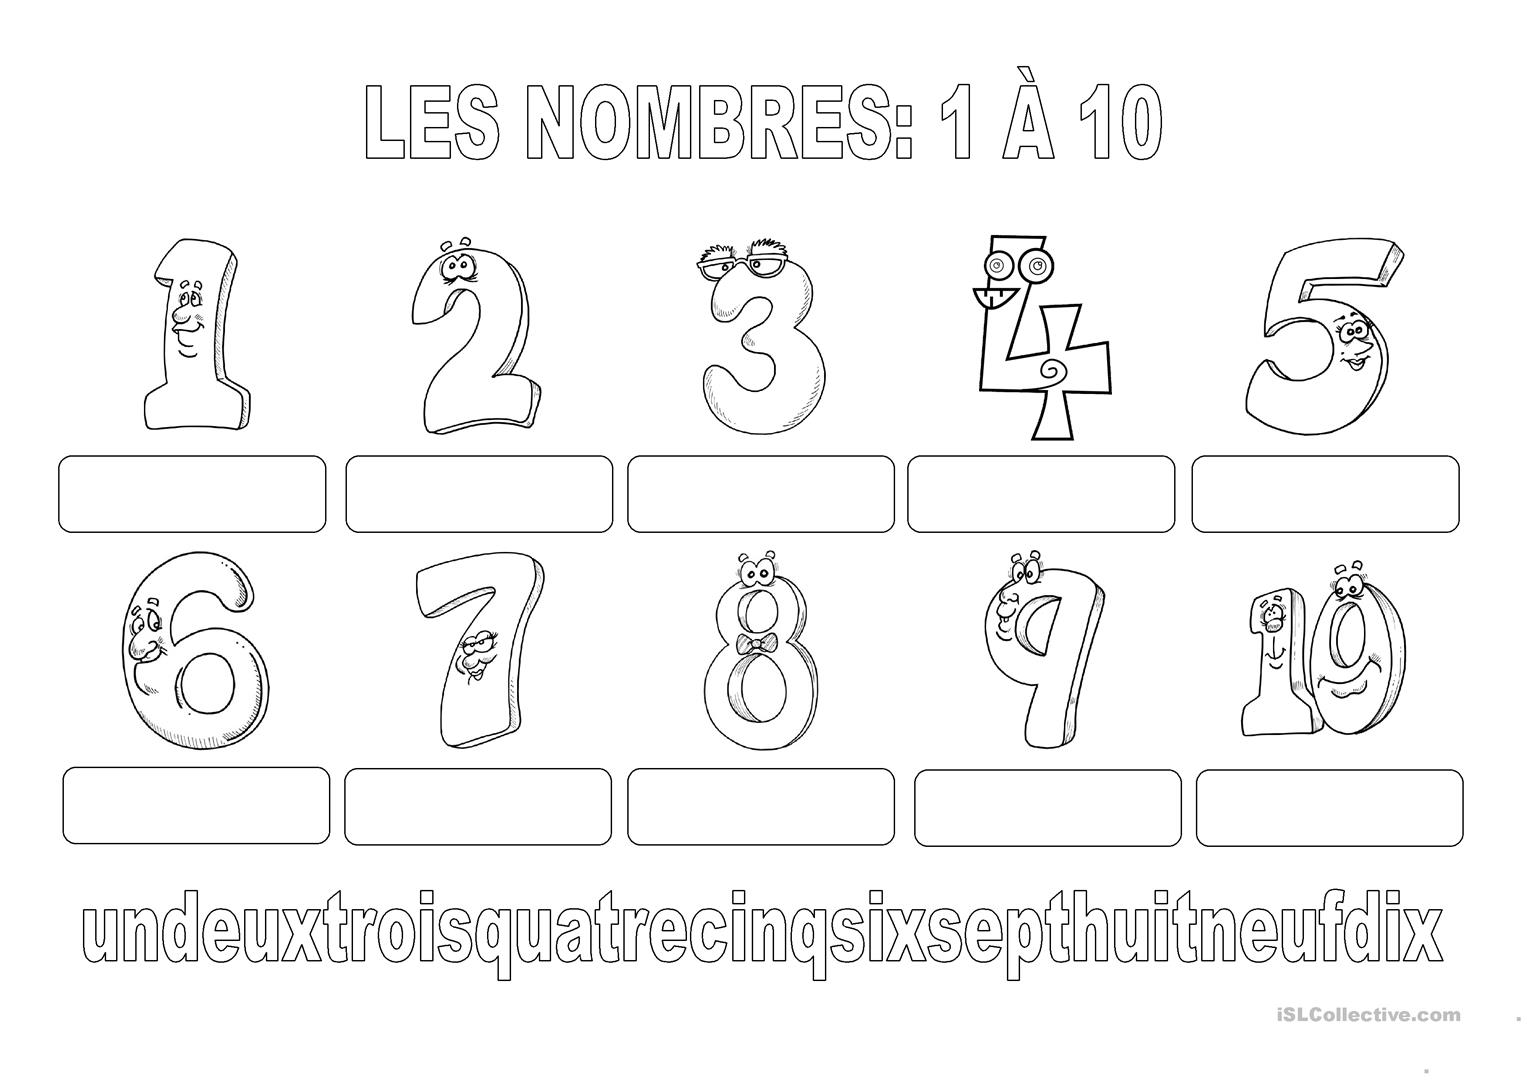 LES NOMBRES: 1 À 10
1 2 3 4 5
6 7 8 9 10
undeuxtroisquatrecinqsixsepthuitneufdix
iSLCollective.com